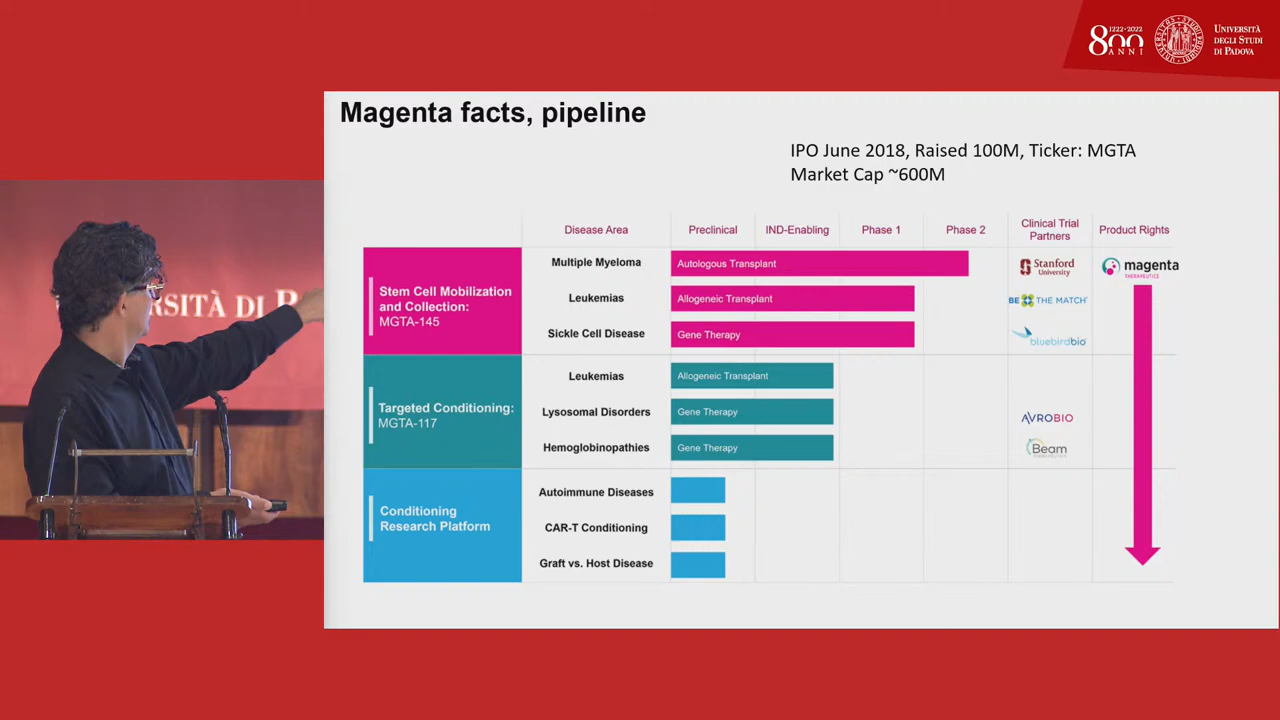 800
1222·2022
ANNI
UNIVERSITÀ
DEGLI STUDI
DI PADOVA
Magenta facts, pipeline
IPO June 2018, Raised 100M, Ticker: MGTA
Market Cap ~600M
Disease Area
Preclinical
IND-Enabling
Phase 1
Phase 2
Clinical Trial
Partners
Product Rights
Stem Cell Mobilization
and Collection:
MGTA-145
Multiple Myeloma
Autologous Transplant
Stanford
University
magenta
THERAPEUTICS
Leukemias
Allogeneic Transplant
BE THE MATCH
Sickle Cell Disease
Gene Therapy
bluebirdbio
Targeted Conditioning:
MGTA-117
Leukemias
Allogeneic Transplant
Lysosomal Disorders
Gene Therapy
AVROBIO
Hemoglobinopathies
Gene Therapy
Beam
Conditioning
Research Platform
Autoimmune Diseases
CAR-T Conditioning
Graft vs. Host Disease
RSITÀ DI P